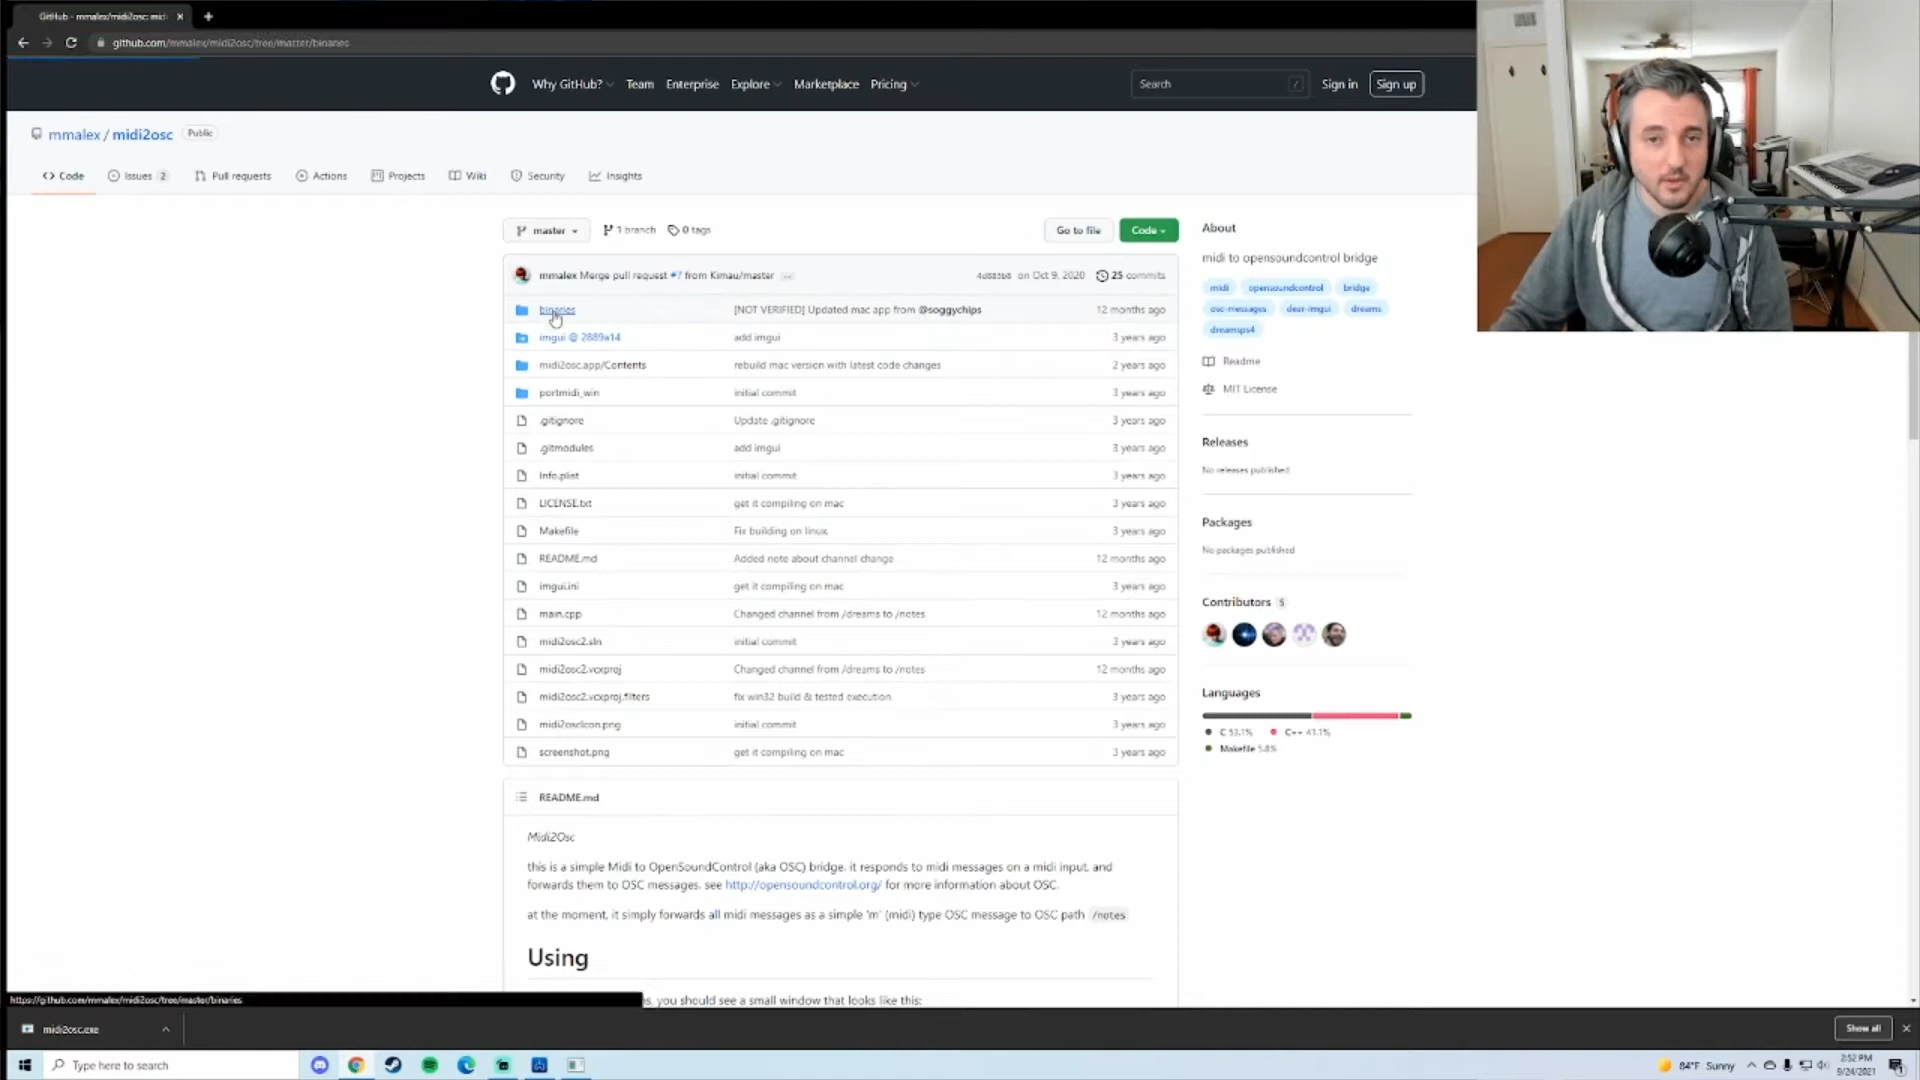 GitHub - mmalex/midi2osc: mid
github.com/mmalex/midi2osc/tree/master/binaries
Why GitHub? Team Enterprise Explore Marketplace Pricing Search / Sign in Sign up
mmalex / midi2osc Public
Code Issues 2 Pull requests Actions Projects Wiki Security Insights
master 1 branch 0 tags Go to file Code
mmalex Merge pull request #7 from Kimau/master ... on Oct 9, 2020 25 commits
binaries [NOT VERIFIED] Updated mac app from @soggychips 12 months ago
imgui @ 2889a14 add imgui 3 years ago
midi2osc.app/Contents rebuild mac version with latest code changes 2 years ago
portmidi_win initial commit 3 years ago
.gitignore Update .gitignore 3 years ago
.gitmodules add imgui 3 years ago
Info.plist initial commit 3 years ago
LICENSE.txt get it compiling on mac 3 years ago
Makefile Fix building on linux. 3 years ago
README.md Added note about channel change 12 months ago
imgui.ini get it compiling on mac 3 years ago
main.cpp Changed channel from /dreams to /notes 12 months ago
midi2osc2.sln initial commit 3 years ago
midi2osc2.vcxproj Changed channel from /dreams to /notes 12 months ago
midi2osc2.vcxproj.filters fix win32 build & tested execution 3 years ago
midi2oscIcon.png initial commit 3 years ago
screenshot.png get it compiling on mac 3 years ago
README.md
Midi2Osc
this is a simple Midi to OpenSoundControl (aka OSC) bridge. it responds to midi messages on a midi input, and
forwards them to OSC messages. see http://opensoundcontrol.org/ for more information about OSC.
at the moment, it simply forwards all midi messages as a simple 'm' (midi) type OSC message to OSC path /notes
Using
s, you should see a small window that looks like this:
About
midi to opensoundcontrol bridge
midi opensoundcontrol bridge
osc-messages dear-imgui dreams
dreamsps4
Readme
MIT License
Releases
No releases published
Packages
No packages published
Contributors 5
Languages
C 53.1% C++ 41.1%
Makefile 5.8%
https://github.com/mmalex/midi2osc/tree/master/binaries
midi2osc.exe Show all
Type here to search 84°F Sunny 2:52 PM
9/24/2021